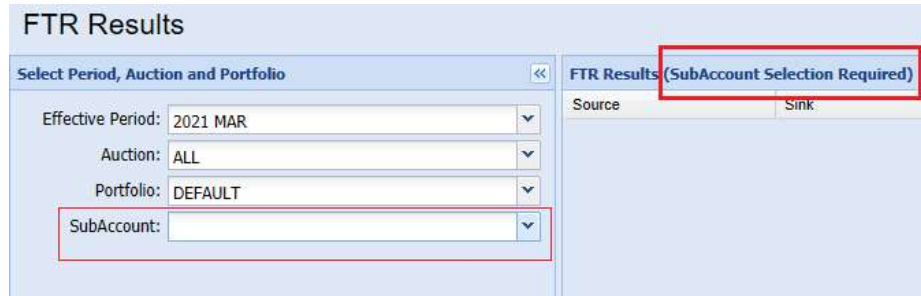 FTR Results
Select Period, Auction and Portfolio
Effective Period: 2021 MAR
Auction: ALL
Portfolio: DEFAULT
SubAccount:
FTR Results (SubAccount Selection Required)
Source Sink